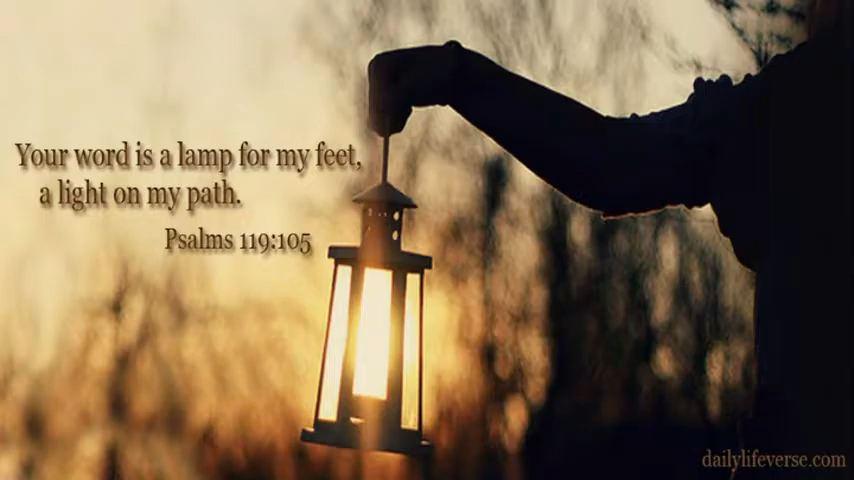 Your word is a lamp for my feet,
a light on my path.
Psalms 119:105
dailylifeverse.com